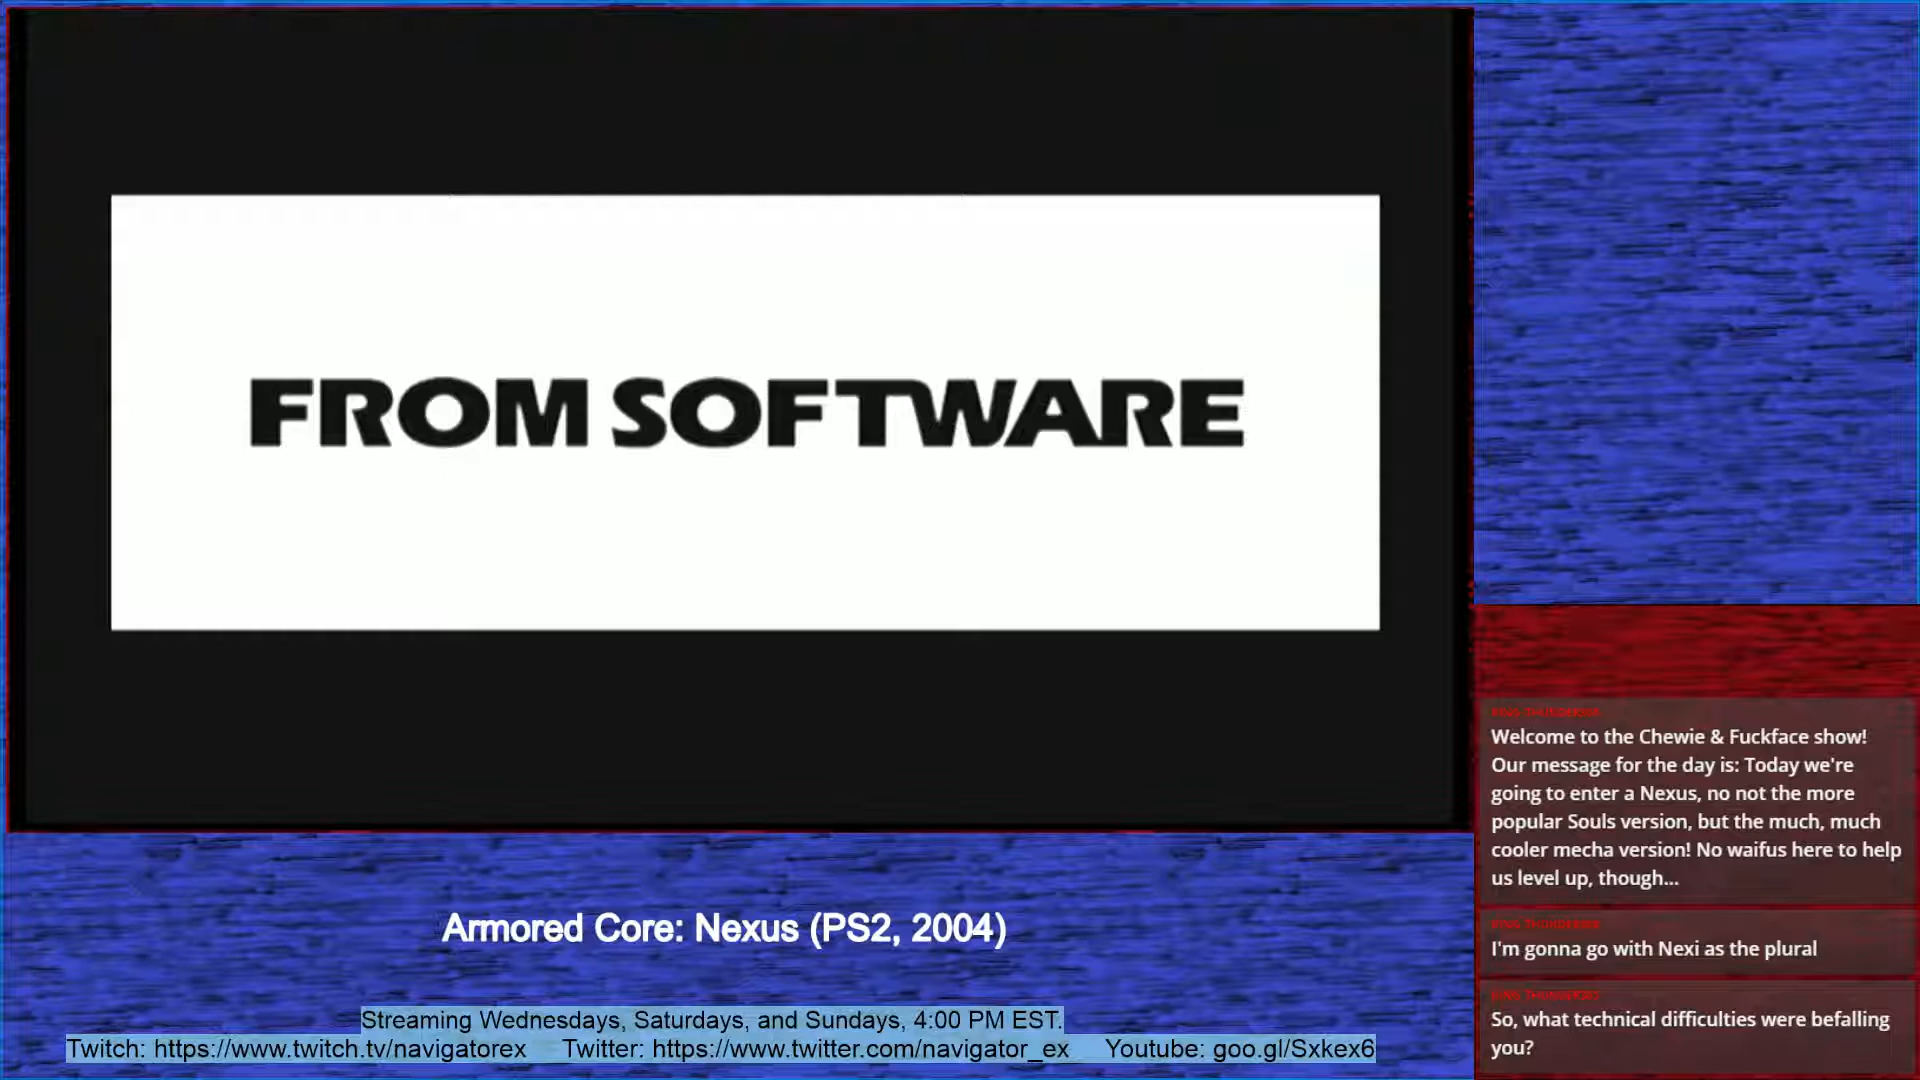 FROM SOFTWARE
Armored Core: Nexus (PS2, 2004)
Streaming Wednesdays, Saturdays, and Sundays, 4:00 PM EST.
Twitch: https://www.twitch.tv/navigatorex Twitter: https://www.twitter.com/navigator_ex Youtube: goo.gl/Sxkex6
KING THUNDER305
Welcome to the Chewie & Fuckface show!
Our message for the day is: Today we're
going to enter a Nexus, no not the more
popular Souls version, but the much, much
cooler mecha version! No waifus here to help
us level up, though...
I'm gonna go with Nexi as the plural
So, what technical difficulties were befalling
you?